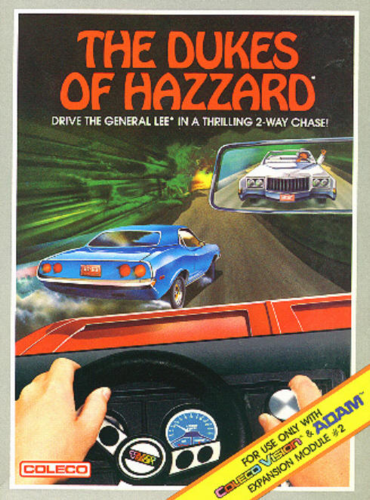 THE DUKES
OF HAZZARD
DRIVE THE GENERAL LEE* IN A THRILLING 2-WAY CHASE!
FOR USE ONLY WITH
COLECOVISION™ & ADAM™
EXPANSION MODULE #2
COLECO